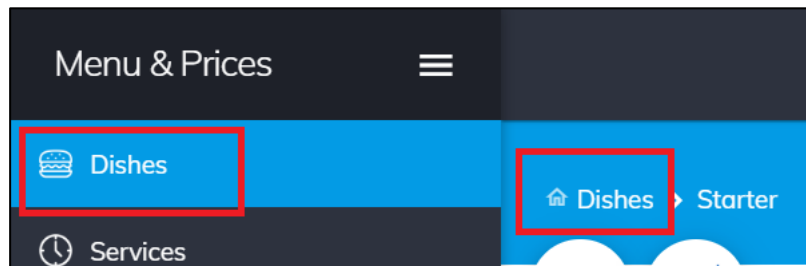 Menu & Prices
Dishes
Dishes › Starter
Services